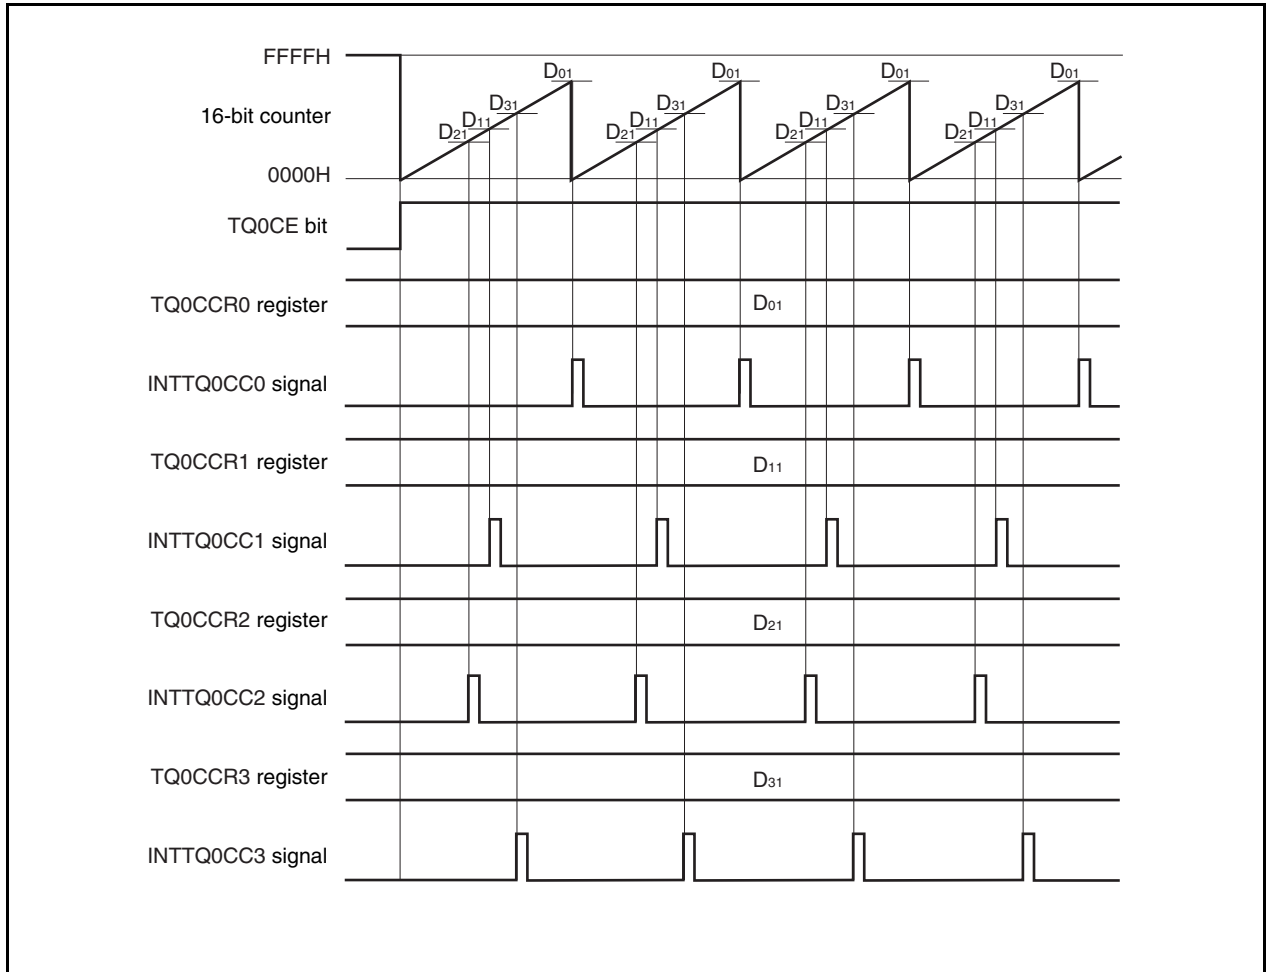 FFFFH
D01 D01 D01 D01
16-bit counter
D31 D31 D31 D31
D11 D11 D11 D11
D21 D21 D21 D21
0000H
TQ0CE bit
TQ0CCR0 register
D01
INTTQ0CC0 signal
TQ0CCR1 register
D11
INTTQ0CC1 signal
TQ0CCR2 register
D21
INTTQ0CC2 signal
TQ0CCR3 register
D31
INTTQ0CC3 signal